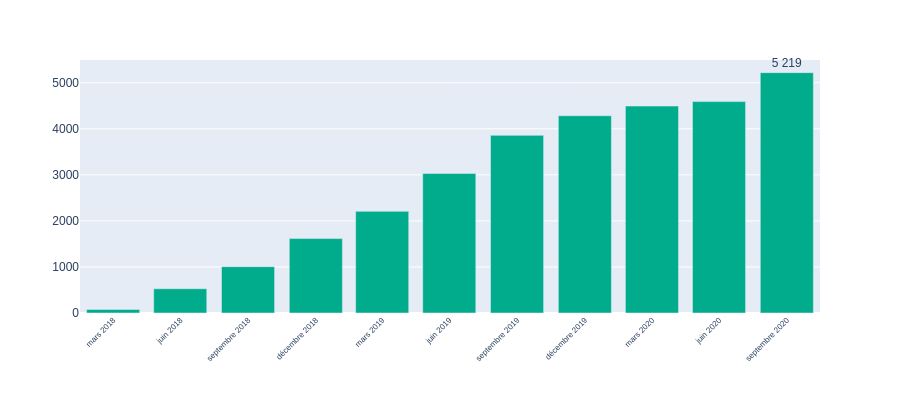 5 219
5000
4000
3000
2000
1000
0
mars 2018
juin 2018
septembre 2018
décembre 2018
mars 2019
juin 2019
septembre 2019
décembre 2019
mars 2020
juin 2020
septembre 2020